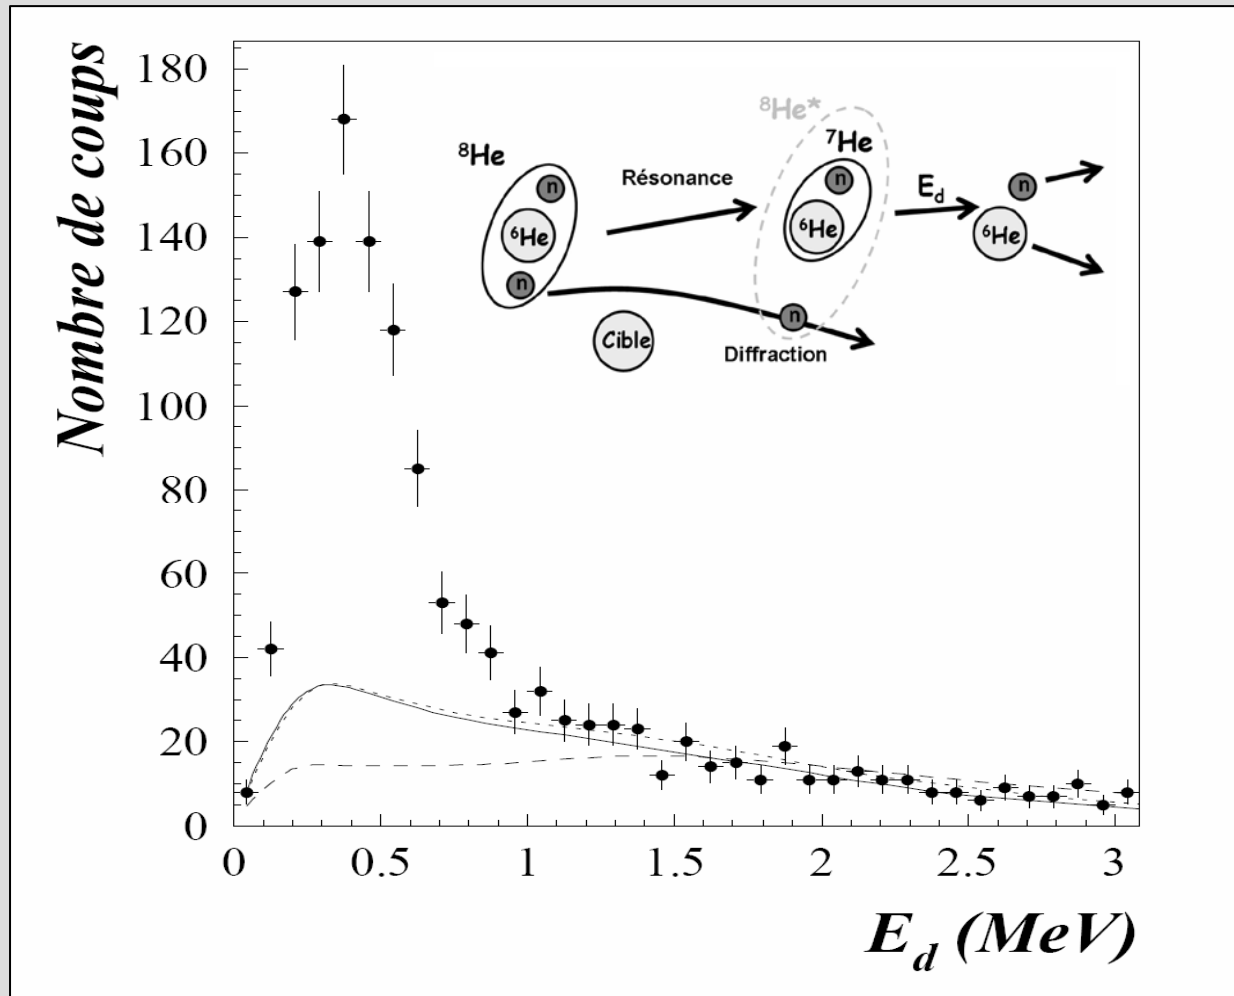 Nombre de coups
180
160
140
120
100
80
60
40
20
0
⁸He*
⁷He
⁸He
n
Résonance
n
E_d
n
⁶He
⁶He
⁶He
n
n
Cible
Diffraction
0 0.5 1 1.5 2 2.5 3
E_d (MeV)